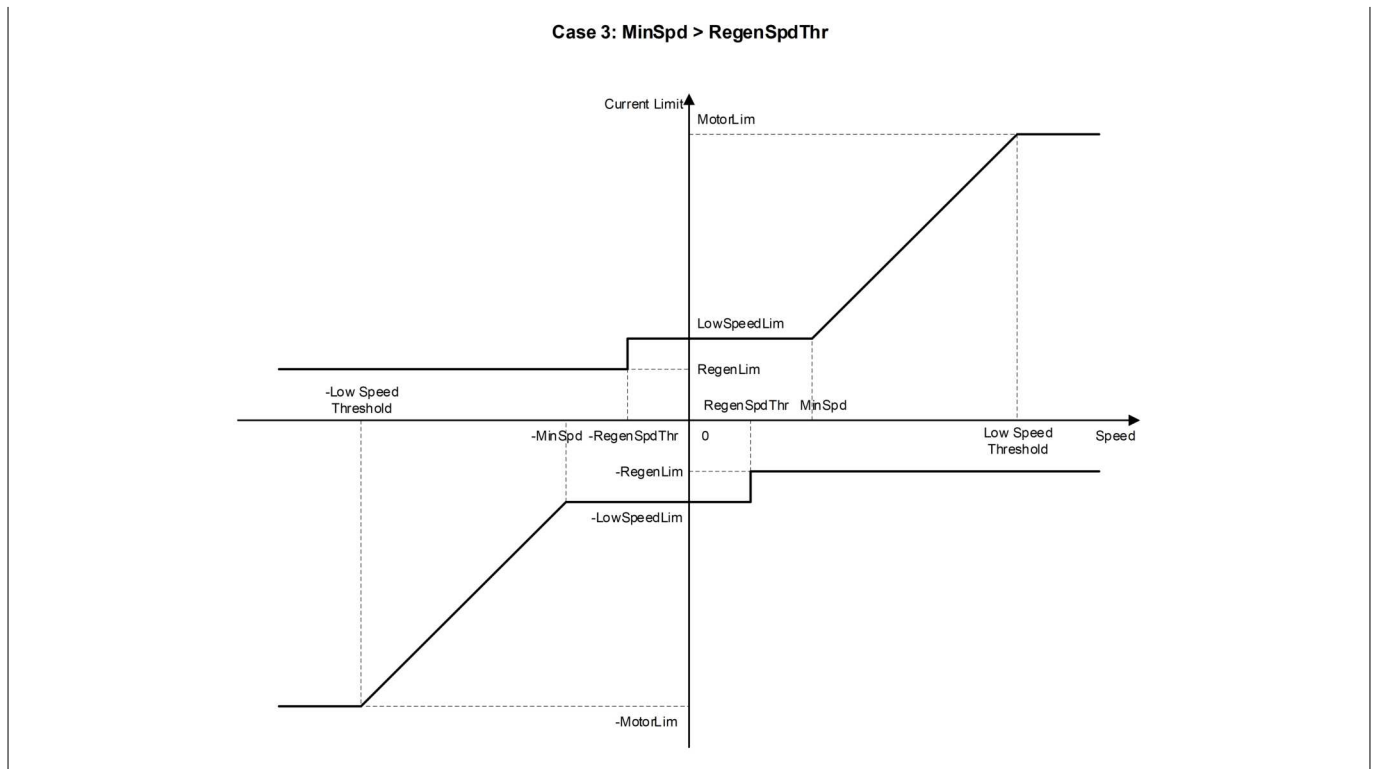 Case 3: MinSpd > RegenSpdThr
Current Limit
MotorLim
LowSpeedLim
RegenLim
-Low Speed
Threshold
RegenSpdThr
MinSpd
-MinSpd
-RegenSpdThr
0
Low Speed
Threshold
Speed
-RegenLim
-LowSpeedLim
-MotorLim